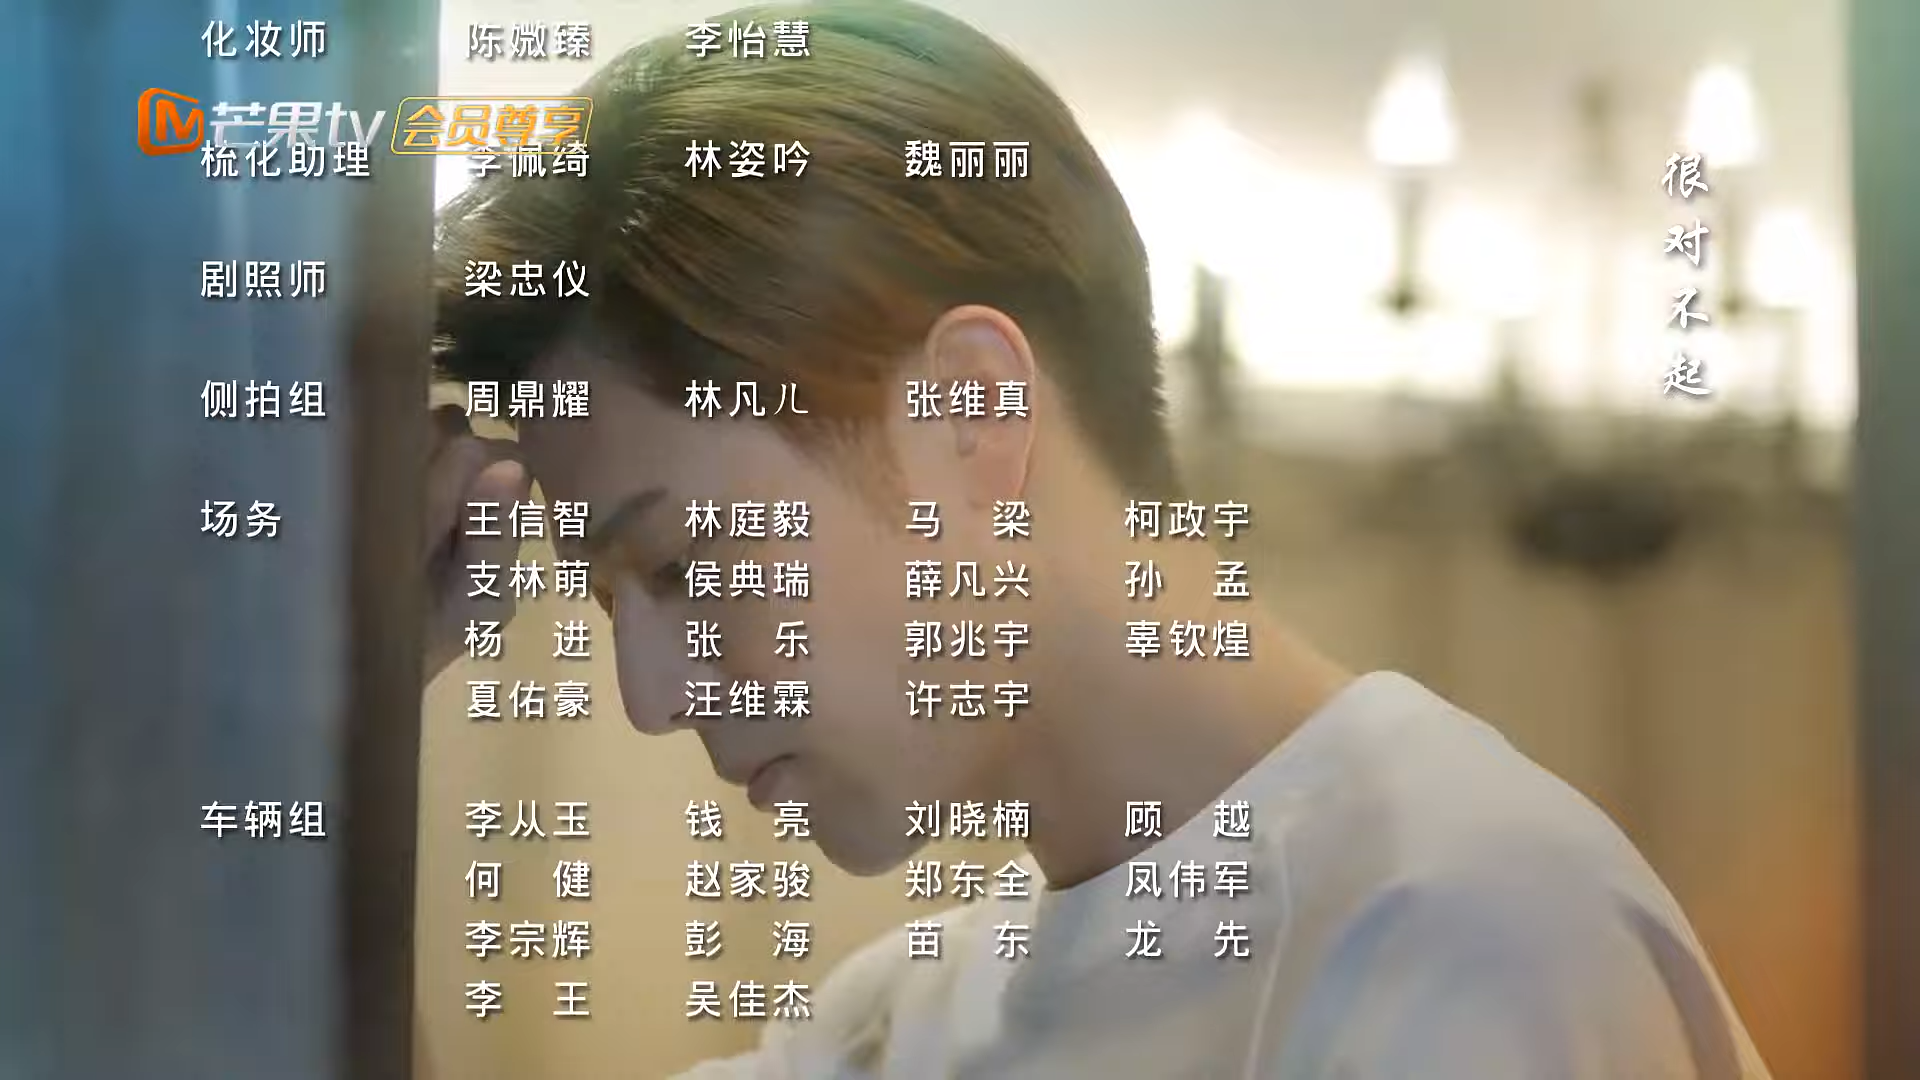 化妆师 陈媺臻 李怡慧
芒果tv 会员尊享
梳化助理 李佩绮 林姿吟 魏丽丽
剧照师 梁忠仪
侧拍组 周鼎耀 林凡儿 张维真
场务 王信智 林庭毅 马 梁 柯政宇
支林萌 侯典瑞 薛凡兴 孙 孟
杨 进 张 乐 郭兆宇 辜钦煌
夏佑豪 汪维霖 许志宇
车辆组 李从玉 钱 亮 刘晓楠 顾 越
何 健 赵家骏 郑东全 凤伟军
李宗辉 彭 海 苗 东 龙 先
李 王 吴佳杰
很对不起